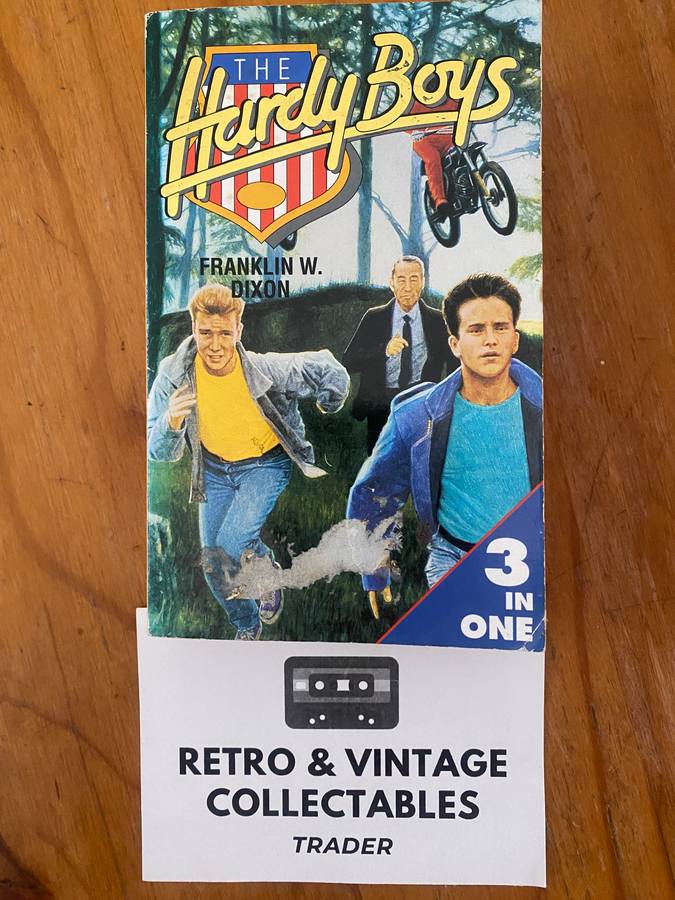 THE
Hardy Boys
FRANKLIN W.
DIXON
3
IN
ONE
RETRO & VINTAGE
COLLECTABLES
TRADER